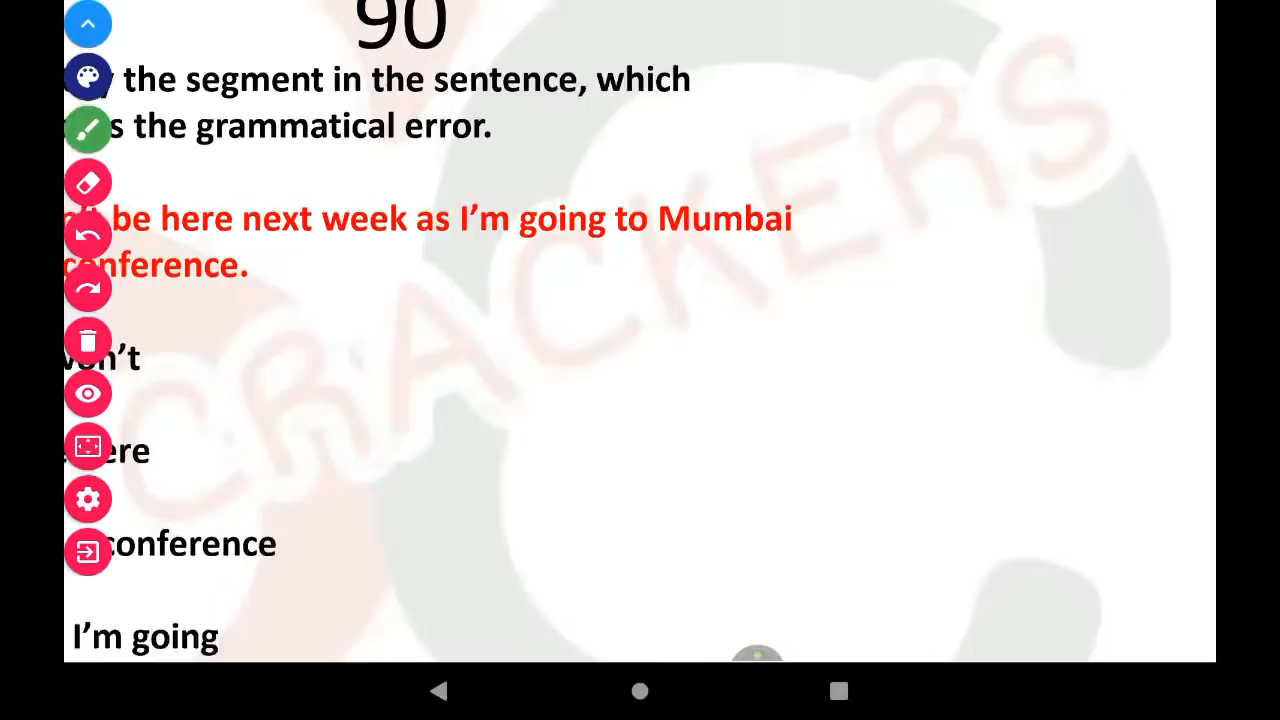 90
the segment in the sentence, which
s the grammatical error.
be here next week as I'm going to Mumbai
conference.
von't
ere
conference
I'm going
CRACKERS